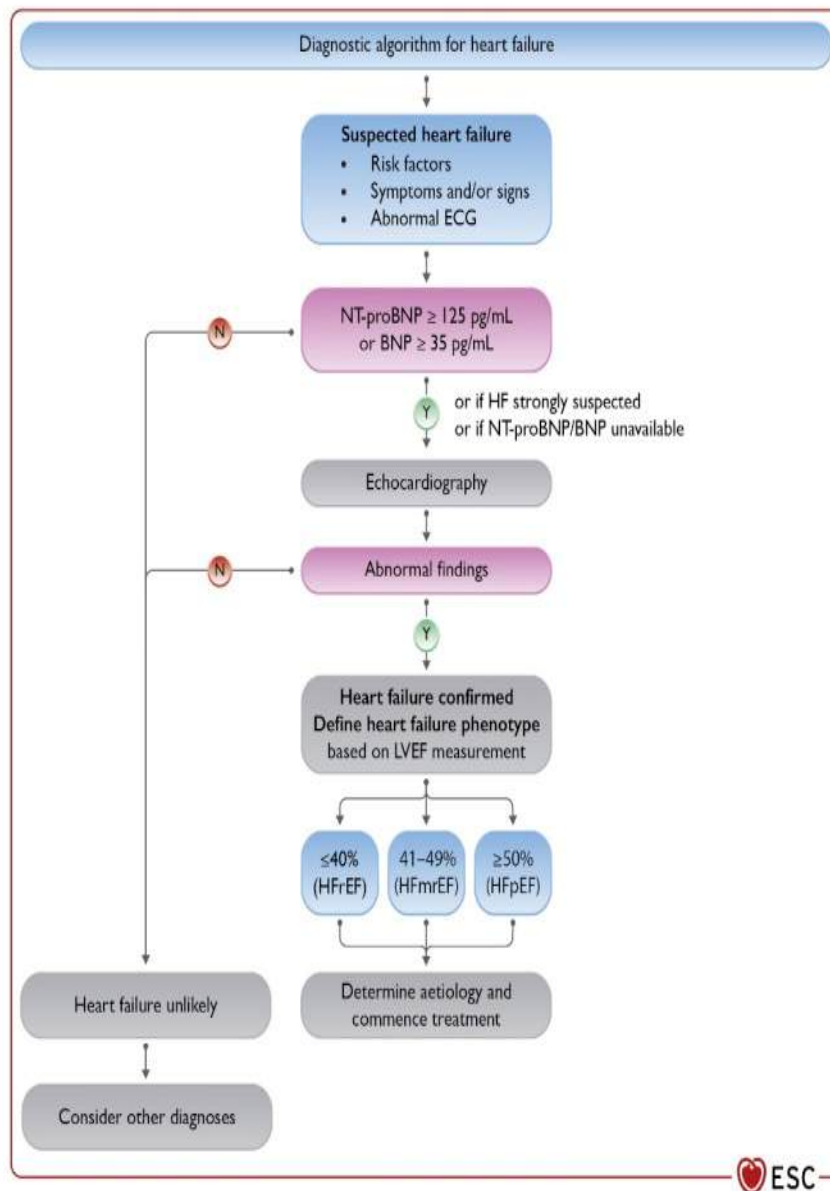 Diagnostic algorithm for heart failure
Suspected heart failure
• Risk factors
• Symptoms and/or signs
• Abnormal ECG
NT-proBNP ≥ 125 pg/mL
or BNP ≥ 35 pg/mL
N
Y
or if HF strongly suspected
or if NT-proBNP/BNP unavailable
Echocardiography
Abnormal findings
N
Y
Heart failure confirmed
Define heart failure phenotype
based on LVEF measurement
≤40%
(HFrEF)
41–49%
(HFmrEF)
≥50%
(HFpEF)
Heart failure unlikely
Determine aetiology and
commence treatment
Consider other diagnoses
ESC